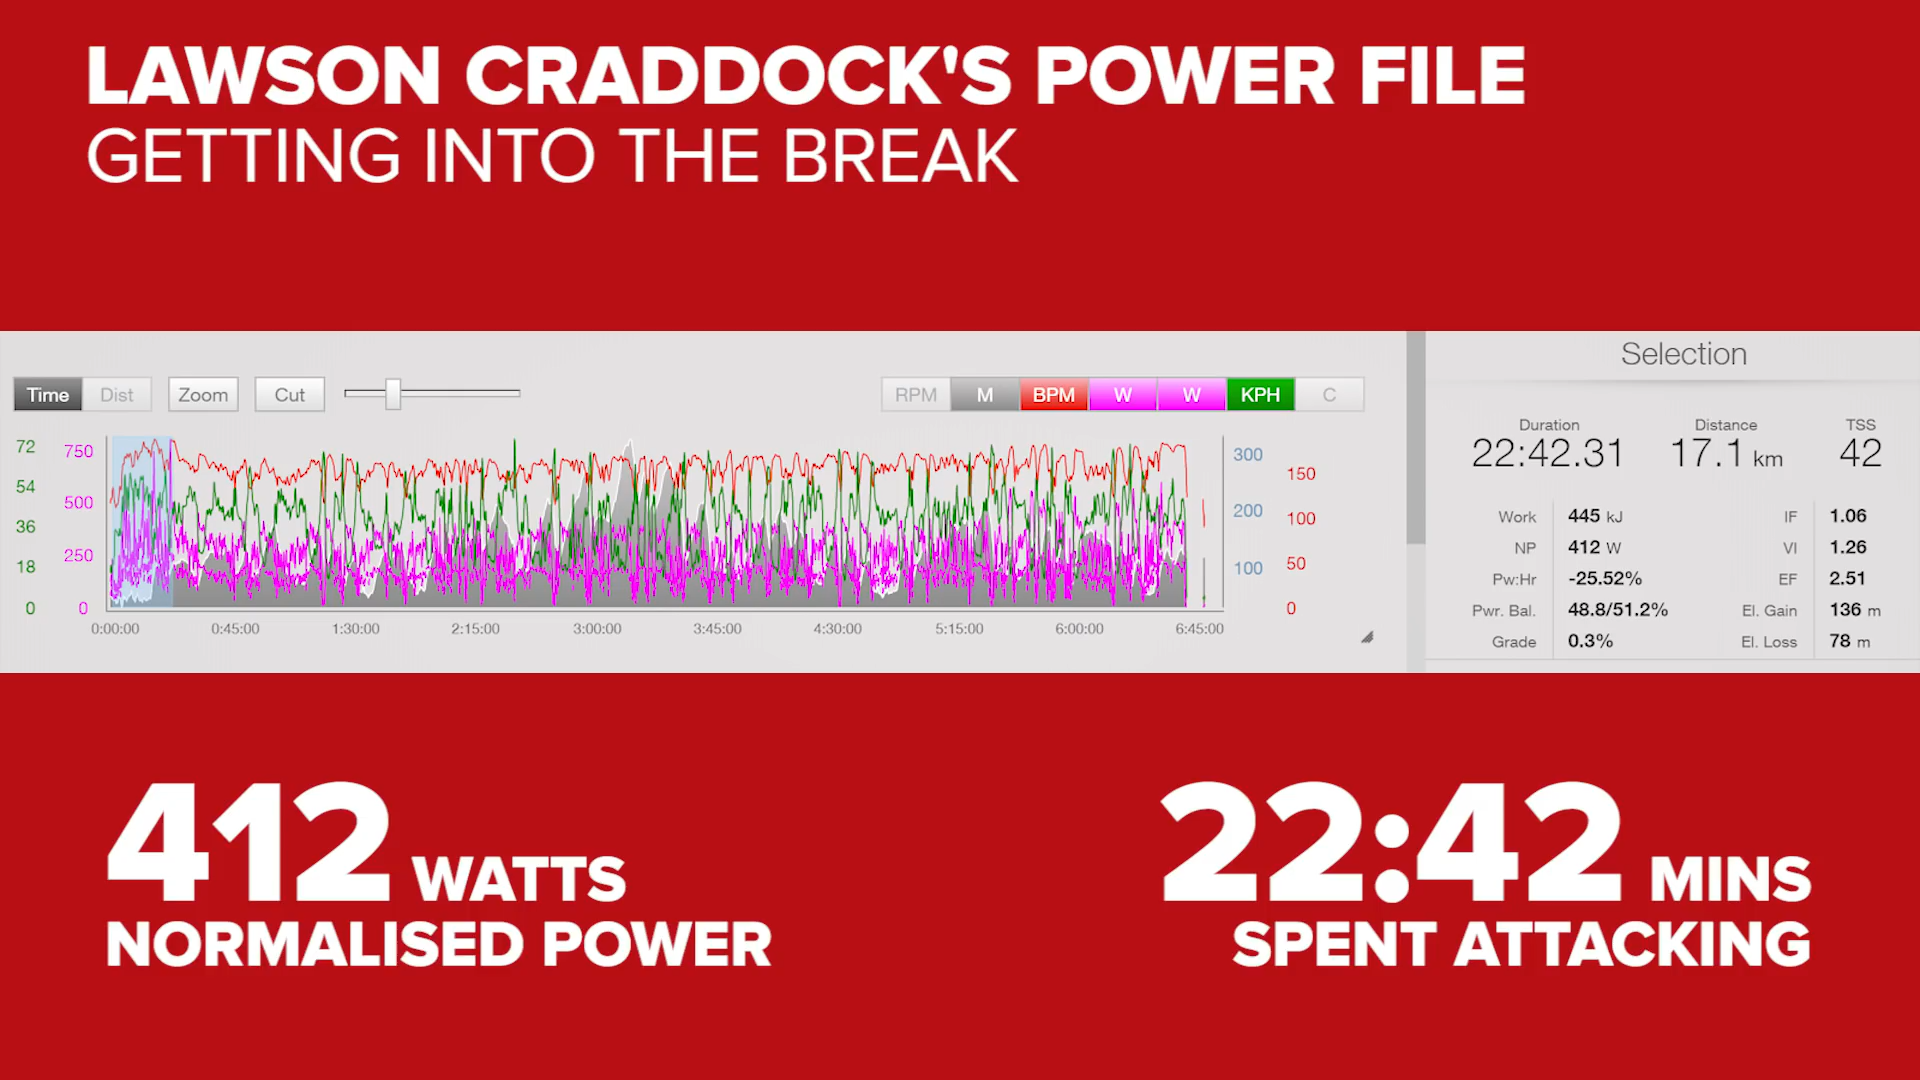 LAWSON CRADDOCK'S POWER FILE
GETTING INTO THE BREAK
Selection
Time Dist Zoom Cut RPM M BPM W W KPH C
Duration Distance TSS
22:42.31 17.1 km 42
72 750 300 150
54 500 200 100
36 250 100 50
18 0 0
0
0:00:00 0:45:00 1:30:00 2:15:00 3:00:00 3:45:00 4:30:00 5:15:00 6:00:00 6:45:00
Work 445 kJ IF 1.06
NP 412 W VI 1.26
Pw:Hr -25.52% EF 2.51
Pwr. Bal. 48.8/51.2% El. Gain 136 m
Grade 0.3% El. Loss 78 m
412 WATTS
NORMALISED POWER
22:42 MINS
SPENT ATTACKING